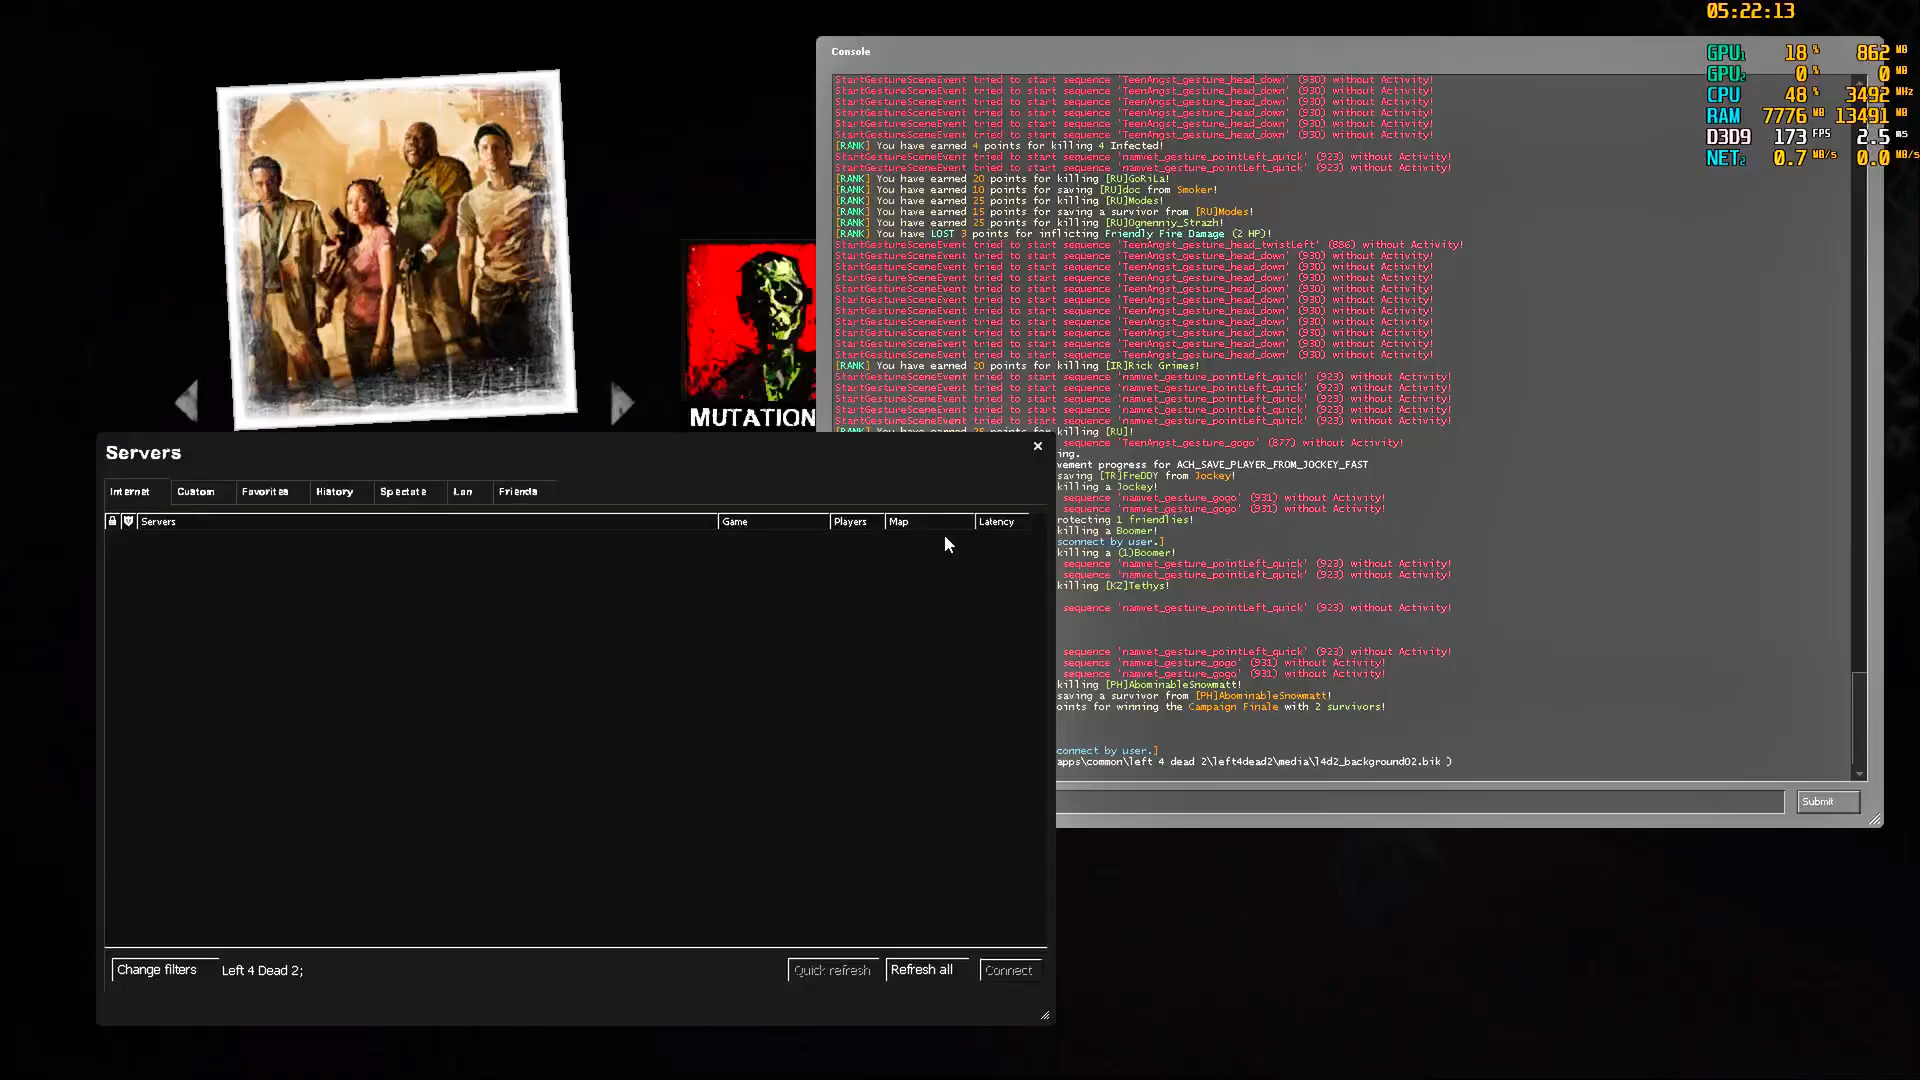 05:22:13
GPU1 18 % 862 MB
GPU2 0 % 0 MB
CPU 48 % 3492 MHz
RAM 7776 MB 13491 MB
D3D9 173 FPS 2.5 ms
NET2 0.7 MB/s 0.0 MB/s
MUTATION
Console
StartGestureSceneEvent tried to start sequence 'TeenAngst_gesture_head_down' (930) without Activity!
StartGestureSceneEvent tried to start sequence 'TeenAngst_gesture_head_down' (930) without Activity!
StartGestureSceneEvent tried to start sequence 'TeenAngst_gesture_head_down' (930) without Activity!
StartGestureSceneEvent tried to start sequence 'TeenAngst_gesture_head_down' (930) without Activity!
StartGestureSceneEvent tried to start sequence 'TeenAngst_gesture_head_down' (930) without Activity!
StartGestureSceneEvent tried to start sequence 'TeenAngst_gesture_head_down' (930) without Activity!
[RANK] You have earned 4 points for killing 4 Infected!
StartGestureSceneEvent tried to start sequence 'namvet_gesture_pointLeft_quick' (923) without Activity!
StartGestureSceneEvent tried to start sequence 'namvet_gesture_pointLeft_quick' (923) without Activity!
[RANK] You have earned 20 points for killing [RU]GoRiLa!
[RANK] You have earned 10 points for saving [RU]doc from Smoker!
[RANK] You have earned 25 points for killing [RU]Modes!
[RANK] You have earned 15 points for saving a survivor from [RU]Modes!
[RANK] You have earned 25 points for killing [RU]Ognenniy_Strazh!
[RANK] You have LOST 3 points for inflicting Friendly Fire Damage (2 HP)!
StartGestureSceneEvent tried to start sequence 'TeenAngst_gesture_head_twistLeft' (886) without Activity!
StartGestureSceneEvent tried to start sequence 'TeenAngst_gesture_head_down' (930) without Activity!
StartGestureSceneEvent tried to start sequence 'TeenAngst_gesture_head_down' (930) without Activity!
StartGestureSceneEvent tried to start sequence 'TeenAngst_gesture_head_down' (930) without Activity!
StartGestureSceneEvent tried to start sequence 'TeenAngst_gesture_head_down' (930) without Activity!
StartGestureSceneEvent tried to start sequence 'TeenAngst_gesture_head_down' (930) without Activity!
StartGestureSceneEvent tried to start sequence 'TeenAngst_gesture_head_down' (930) without Activity!
StartGestureSceneEvent tried to start sequence 'TeenAngst_gesture_head_down' (930) without Activity!
StartGestureSceneEvent tried to start sequence 'TeenAngst_gesture_head_down' (930) without Activity!
StartGestureSceneEvent tried to start sequence 'TeenAngst_gesture_head_down' (930) without Activity!
StartGestureSceneEvent tried to start sequence 'TeenAngst_gesture_head_down' (930) without Activity!
[RANK] You have earned 20 points for killing [IR]Rick Grimes!
StartGestureSceneEvent tried to start sequence 'namvet_gesture_pointLeft_quick' (923) without Activity!
StartGestureSceneEvent tried to start sequence 'namvet_gesture_pointLeft_quick' (923) without Activity!
StartGestureSceneEvent tried to start sequence 'namvet_gesture_pointLeft_quick' (923) without Activity!
StartGestureSceneEvent tried to start sequence 'namvet_gesture_pointLeft_quick' (923) without Activity!
StartGestureSceneEvent tried to start sequence 'namvet_gesture_pointLeft_quick' (923) without Activity!
[RANK] You have earned 25 points for killing [RU]!
sequence 'TeenAngst_gesture_gogo' (877) without Activity!
ing.
vement progress for ACH_SAVE_PLAYER_FROM_JOCKEY_FAST
saving [TR]FreDDY from Jockey!
killing a Jockey!
sequence 'namvet_gesture_gogo' (931) without Activity!
sequence 'namvet_gesture_gogo' (931) without Activity!
rotecting 1 friendlies!
killing a Boomer!
sconnect by user.]
killing a (1)Boomer!
sequence 'namvet_gesture_pointLeft_quick' (923) without Activity!
sequence 'namvet_gesture_pointLeft_quick' (923) without Activity!
killing [KZ]Tethys!
sequence 'namvet_gesture_pointLeft_quick' (923) without Activity!
sequence 'namvet_gesture_pointLeft_quick' (923) without Activity!
sequence 'namvet_gesture_gogo' (931) without Activity!
sequence 'namvet_gesture_gogo' (931) without Activity!
killing [PH]AbominableSnowmatt!
saving a survivor from [PH]AbominableSnowmatt!
oints for winning the Campaign Finale with 2 survivors!
connect by user.]
apps\common\left 4 dead 2\left4dead2\media\l4d2_background02.bik )
Submit
Servers
Internet Custom Favorites History Spectate Lan Friends
Servers Game Players Map Latency
Change filters Left 4 Dead 2; Quick refresh Refresh all Connect